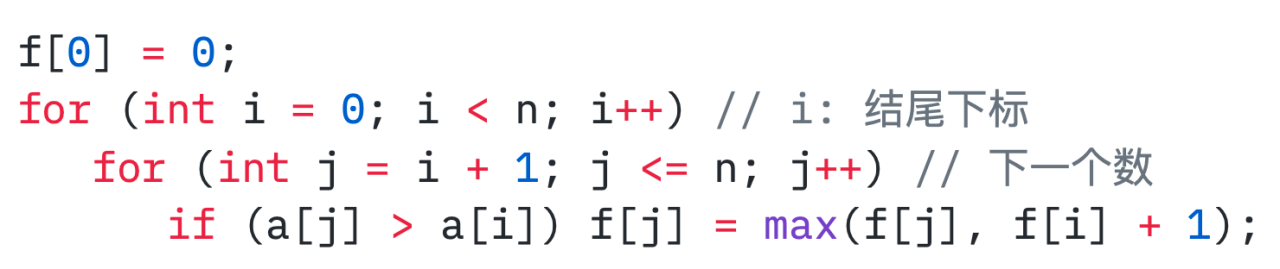 f[0] = 0;
for (int i = 0; i < n; i++) // i: 结尾下标
    for (int j = i + 1; j <= n; j++) // 下一个数
        if (a[j] > a[i]) f[j] = max(f[j], f[i] + 1);